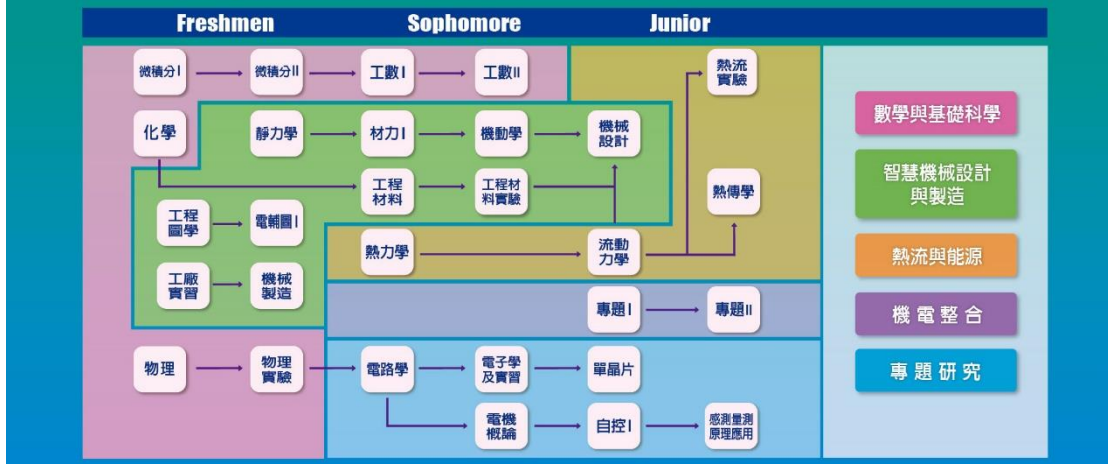 Freshmen Sophomore Junior
微積分I 微積分II 工數I 工數II
熱流
實驗
化學 靜力學 材力I 機動學
機械
設計
工程
材料
工程材
料實驗
熱傳學
工程
圖學
電輔圖I
熱力學
流動
力學
工廠
實習
機械
製造
專題I 專題II
物理
物理
實驗
電路學
電子學
及實習
單晶片
電機
概論
自控I
感測量測
原理應用
數學與基礎科學
智慧機械設計
與製造
熱流與能源
機電整合
專題研究